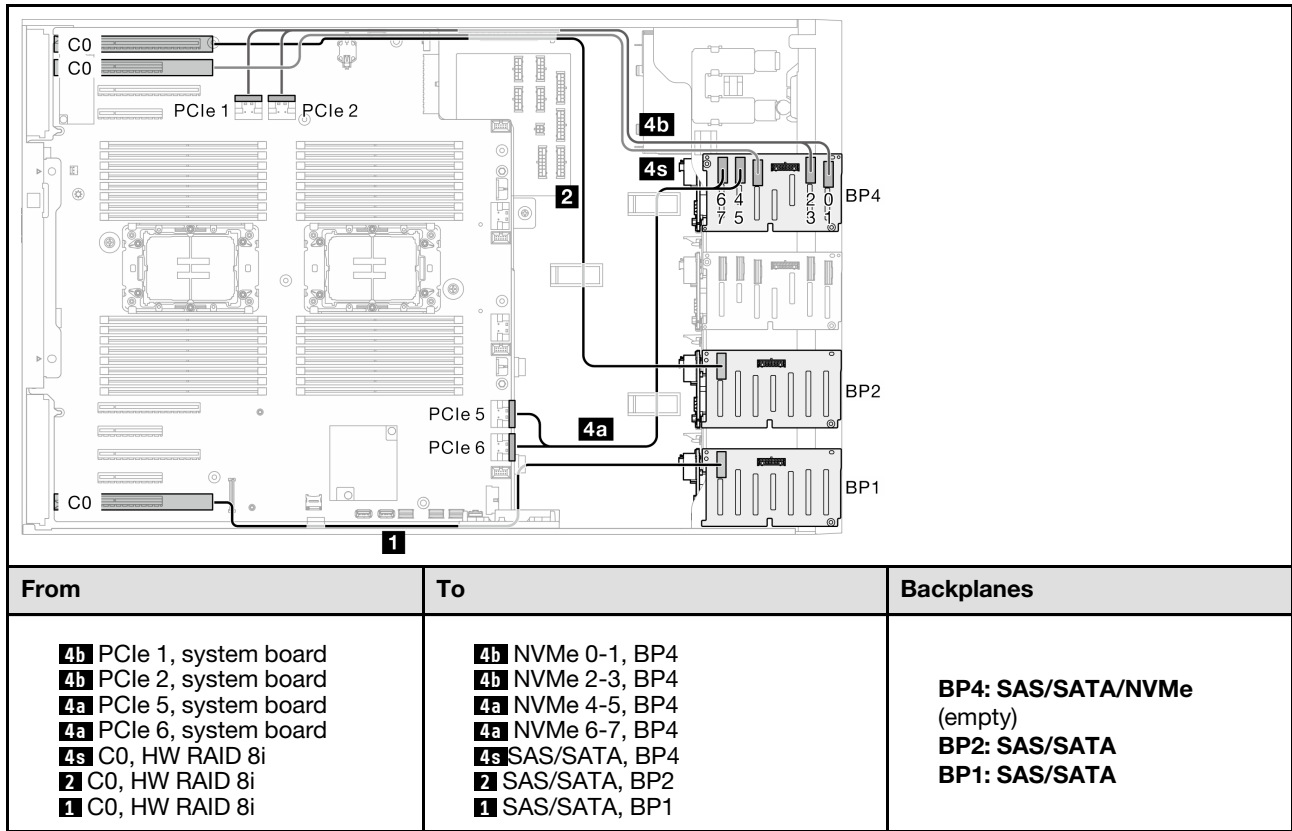 C0
C0
PCIe 1
PCIe 2
4b
4s
2
6
7
4
5
2
3
0
1
BP4
BP2
PCIe 5
PCIe 6
4a
BP1
C0
1
From
To
Backplanes
4b PCIe 1, system board
4b PCIe 2, system board
4a PCIe 5, system board
4a PCIe 6, system board
4s C0, HW RAID 8i
2 C0, HW RAID 8i
1 C0, HW RAID 8i
4b NVMe 0-1, BP4
4b NVMe 2-3, BP4
4a NVMe 4-5, BP4
4a NVMe 6-7, BP4
4s SAS/SATA, BP4
2 SAS/SATA, BP2
1 SAS/SATA, BP1
BP4: SAS/SATA/NVMe
(empty)
BP2: SAS/SATA
BP1: SAS/SATA